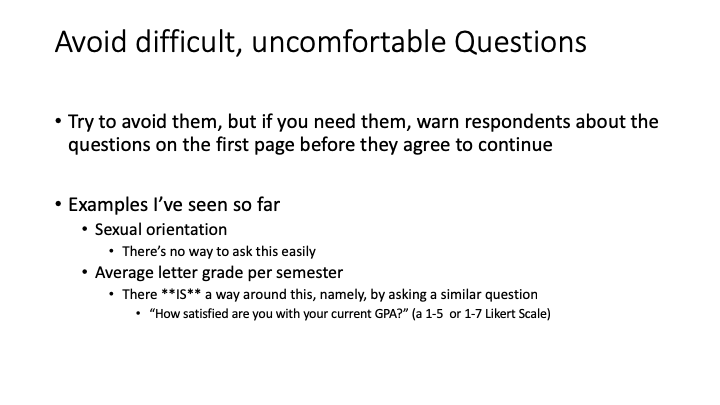 Avoid difficult, uncomfortable Questions
• Try to avoid them, but if you need them, warn respondents about the
questions on the first page before they agree to continue
• Examples I've seen so far
• Sexual orientation
• There's no way to ask this easily
• Average letter grade per semester
• There **IS** a way around this, namely, by asking a similar question
• “How satisfied are you with your current GPA?” (a 1-5  or 1-7 Likert Scale)